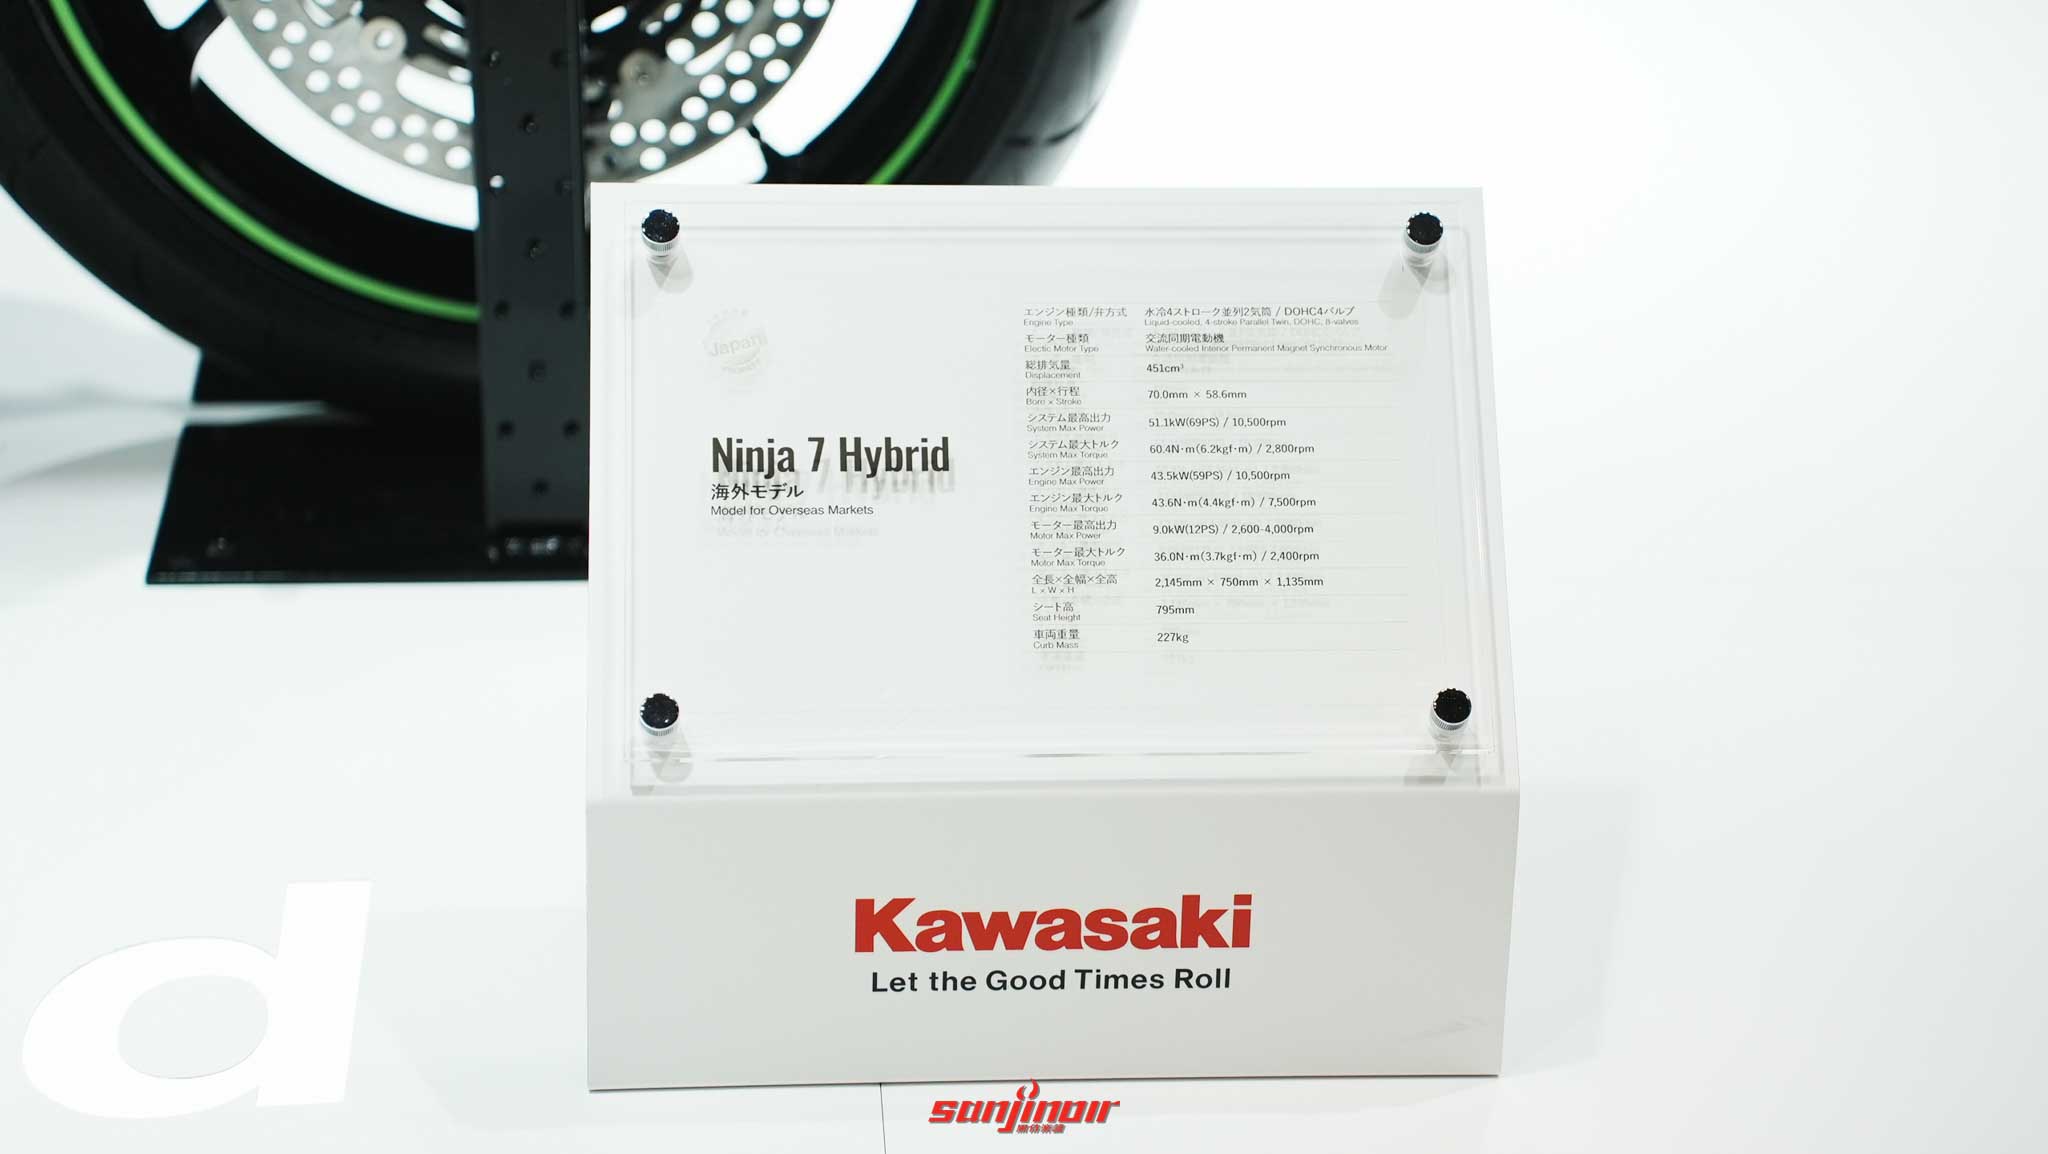 Japan
Ninja 7 Hybrid
海外モデル
Model for Overseas Markets
エンジン種類/弁方式 水冷4ストローク並列2気筒 / DOHC4バルブ
Engine Type Liquid-cooled, 4-stroke Parallel Twin, DOHC, 8-valves
モーター種類 交流同期電動機
Electic Motor Type Water-cooled Interior Permanent Magnet Synchronous Motor
総排気量 451cm³
Displacement
内径×行程 70.0mm × 58.6mm
Bore x Stroke
システム最高出力 51.1kW(69PS) / 10,500rpm
System Max Power
システム最大トルク 60.4N·m(6.2kgf·m) / 2,800rpm
System Max Torque
エンジン最高出力 43.5kW(59PS) / 10,500rpm
Engine Max Power
エンジン最大トルク 43.6N·m(4.4kgf·m) / 7,500rpm
Engine Max Torque
モーター最高出力 9.0kW(12PS) / 2,600-4,000rpm
Motor Max Power
モーター最大トルク 36.0N·m(3.7kgf·m) / 2,400rpm
Motor Max Torque
全長×全幅×全高 2,145mm × 750mm × 1,135mm
L x W x H
シート高 795mm
Seat Height
車両重量 227kg
Curb Mass
Kawasaki
Let the Good Times Roll
d
sanjinoir